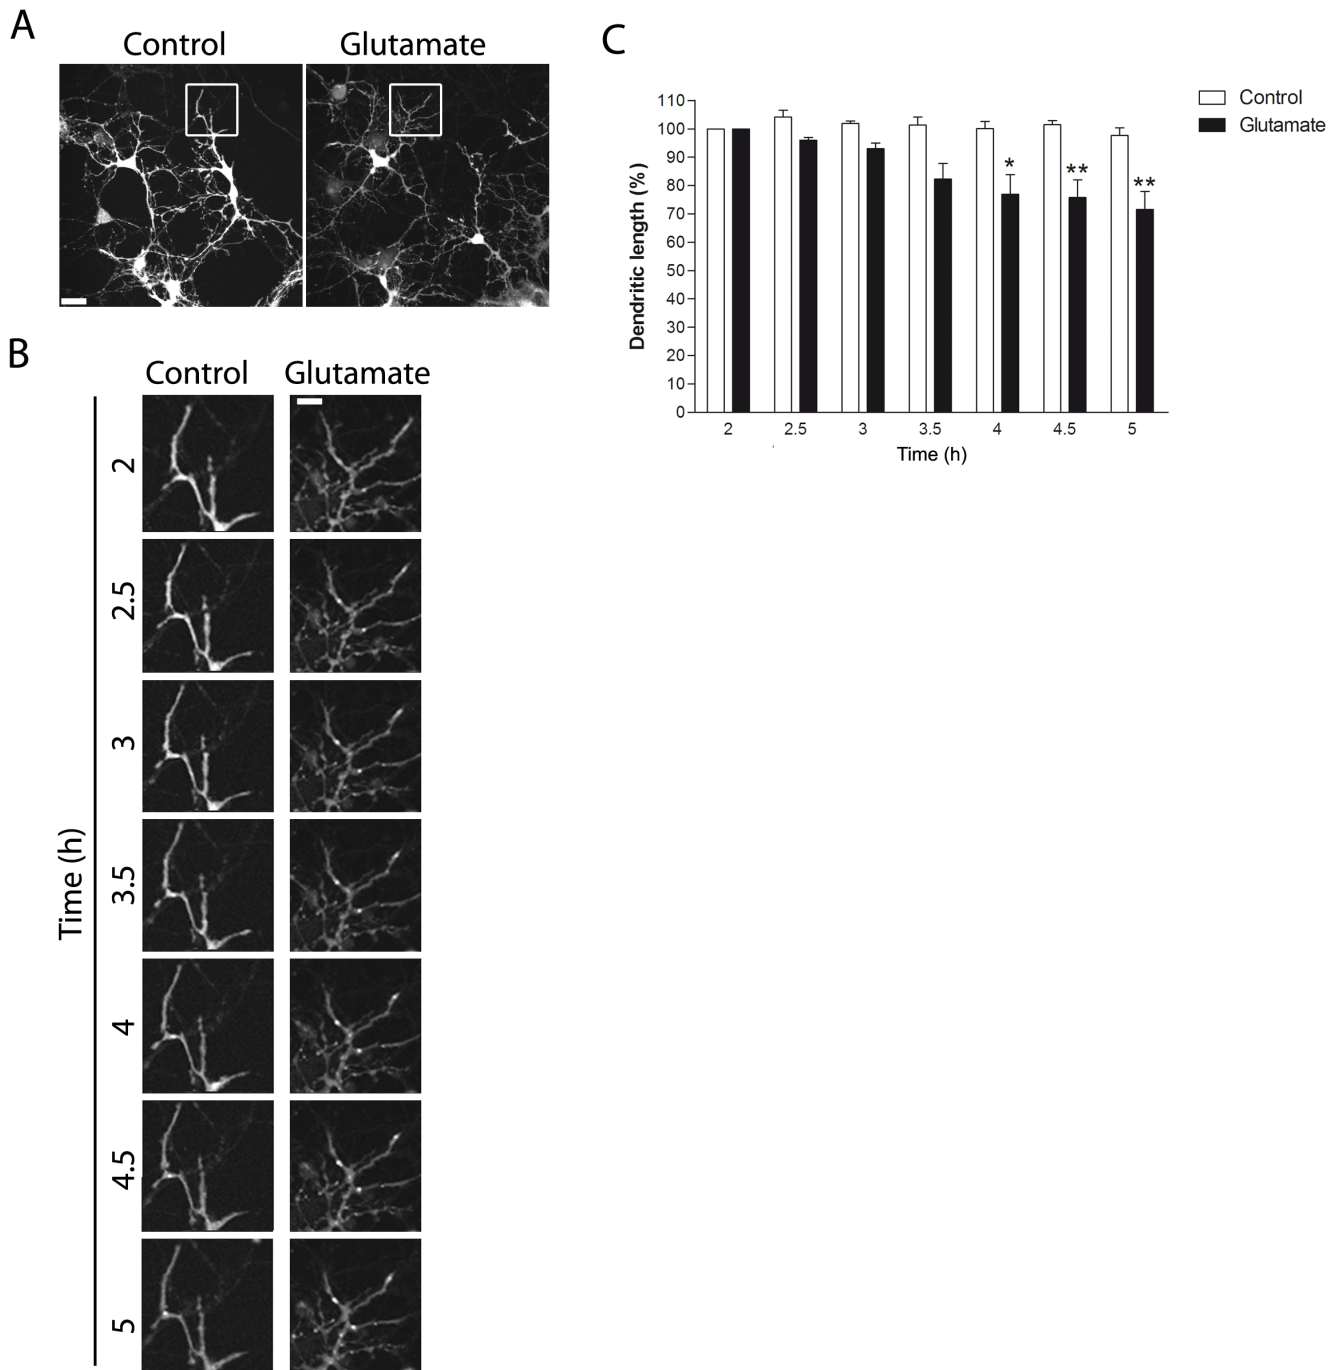 A
Control
Glutamate
B
Control
Glutamate
Time (h)
2
2.5
3
3.5
4
4.5
5
C
Control
Glutamate
Dendritic length (%)
110
100
90
80
70
60
50
40
30
20
10
0
*
**
**
2 2.5 3 3.5 4 4.5 5
Time (h)